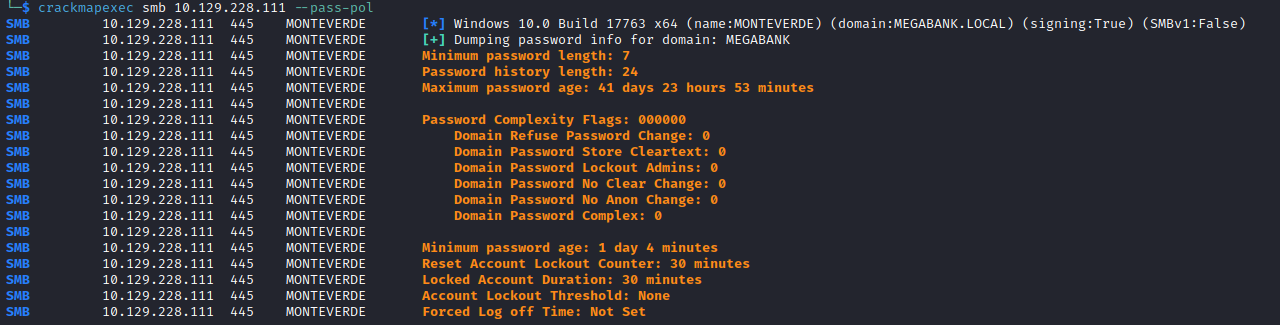 └─$ crackmapexec smb 10.129.228.111 --pass-pol
SMB 10.129.228.111 445 MONTEVERDE [*] Windows 10.0 Build 17763 x64 (name:MONTEVERDE) (domain:MEGABANK.LOCAL) (signing:True) (SMBv1:False)
SMB 10.129.228.111 445 MONTEVERDE [+] Dumping password info for domain: MEGABANK
SMB 10.129.228.111 445 MONTEVERDE Minimum password length: 7
SMB 10.129.228.111 445 MONTEVERDE Password history length: 24
SMB 10.129.228.111 445 MONTEVERDE Maximum password age: 41 days 23 hours 53 minutes
SMB 10.129.228.111 445 MONTEVERDE
SMB 10.129.228.111 445 MONTEVERDE Password Complexity Flags: 000000
SMB 10.129.228.111 445 MONTEVERDE Domain Refuse Password Change: 0
SMB 10.129.228.111 445 MONTEVERDE Domain Password Store Cleartext: 0
SMB 10.129.228.111 445 MONTEVERDE Domain Password Lockout Admins: 0
SMB 10.129.228.111 445 MONTEVERDE Domain Password No Clear Change: 0
SMB 10.129.228.111 445 MONTEVERDE Domain Password No Anon Change: 0
SMB 10.129.228.111 445 MONTEVERDE Domain Password Complex: 0
SMB 10.129.228.111 445 MONTEVERDE
SMB 10.129.228.111 445 MONTEVERDE Minimum password age: 1 day 4 minutes
SMB 10.129.228.111 445 MONTEVERDE Reset Account Lockout Counter: 30 minutes
SMB 10.129.228.111 445 MONTEVERDE Locked Account Duration: 30 minutes
SMB 10.129.228.111 445 MONTEVERDE Account Lockout Threshold: None
SMB 10.129.228.111 445 MONTEVERDE Forced Log off Time: Not Set